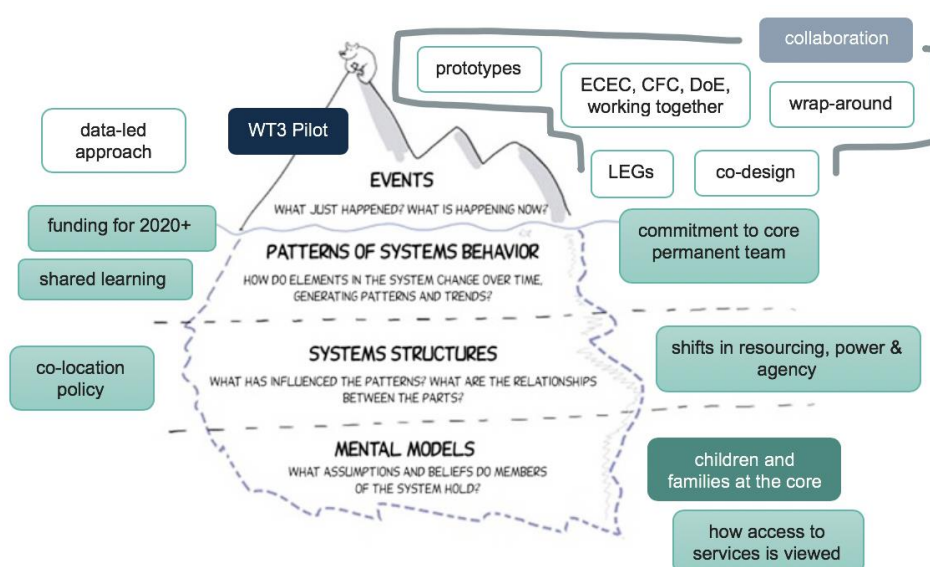 collaboration
prototypes
ECEC, CFC, DoE,
working together
wrap-around
data-led
approach
WT3 Pilot
LEGs
co-design
EVENTS
WHAT JUST HAPPENED? WHAT IS HAPPENING NOW?
funding for 2020+
commitment to core
permanent team
PATTERNS OF SYSTEMS BEHAVIOR
HOW DO ELEMENTS IN THE SYSTEM CHANGE OVER TIME,
GENERATING PATTERNS AND TRENDS?
shared learning
SYSTEMS STRUCTURES
WHAT HAS INFLUENCED THE PATTERNS? WHAT ARE THE RELATIONSHIPS
BETWEEN THE PARTS?
co-location
policy
shifts in resourcing, power &
agency
MENTAL MODELS
WHAT ASSUMPTIONS AND BELIEFS DO MEMBERS
OF THE SYSTEM HOLD?
children and
families at the core
how access to
services is viewed